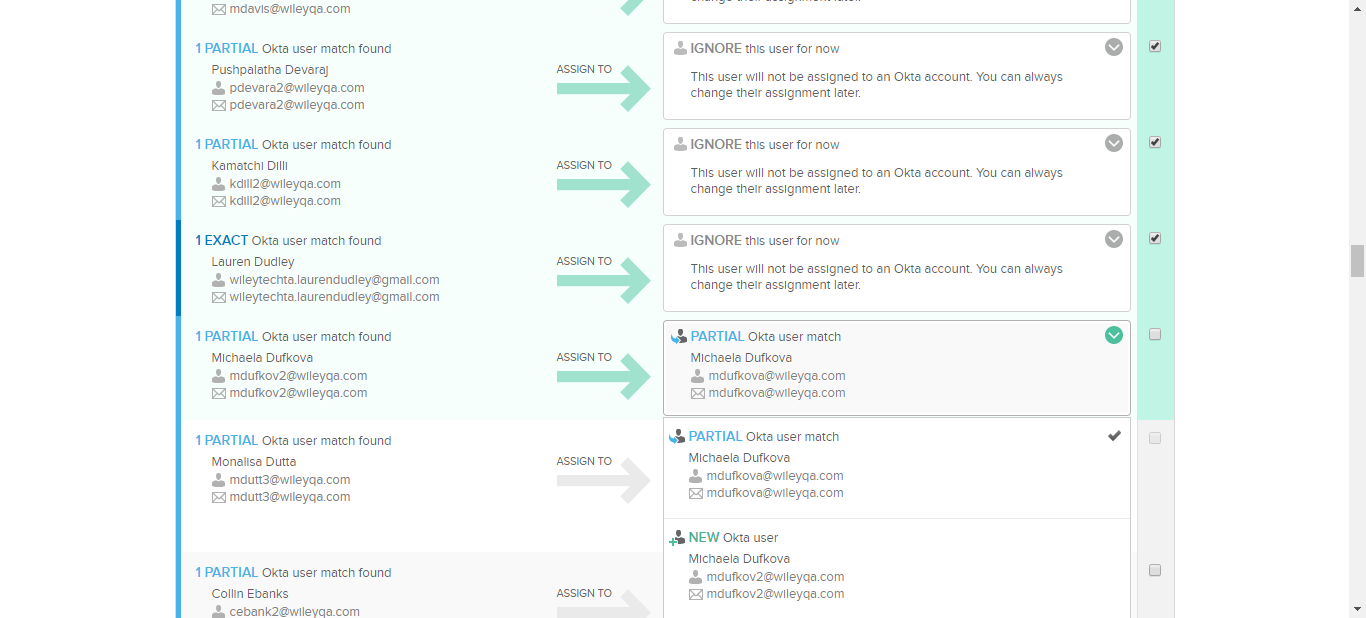 mdavis@wileyqa.com
change their assignment later.
1 PARTIAL Okta user match found
Pushpalatha Devaraj
pdevara2@wileyqa.com
pdevara2@wileyqa.com
ASSIGN TO
IGNORE this user for now
This user will not be assigned to an Okta account. You can always
change their assignment later.
1 PARTIAL Okta user match found
Kamatchi Dilli
kdill2@wileyqa.com
kdill2@wileyqa.com
ASSIGN TO
IGNORE this user for now
This user will not be assigned to an Okta account. You can always
change their assignment later.
1 EXACT Okta user match found
Lauren Dudley
wileytechta.laurendudley@gmail.com
wileytechta.laurendudley@gmail.com
ASSIGN TO
IGNORE this user for now
This user will not be assigned to an Okta account. You can always
change their assignment later.
1 PARTIAL Okta user match found
Michaela Dufkova
mdufkov2@wileyqa.com
mdufkov2@wileyqa.com
ASSIGN TO
PARTIAL Okta user match
Michaela Dufkova
mdufkova@wileyqa.com
mdufkova@wileyqa.com
1 PARTIAL Okta user match found
Monalisa Dutta
mdutt3@wileyqa.com
mdutt3@wileyqa.com
ASSIGN TO
PARTIAL Okta user match
Michaela Dufkova
mdufkova@wileyqa.com
mdufkova@wileyqa.com
NEW Okta user
Michaela Dufkova
mdufkov2@wileyqa.com
mdufkov2@wileyqa.com
1 PARTIAL Okta user match found
Collin Ebanks
cebank2@wileyqa.com
ASSIGN TO